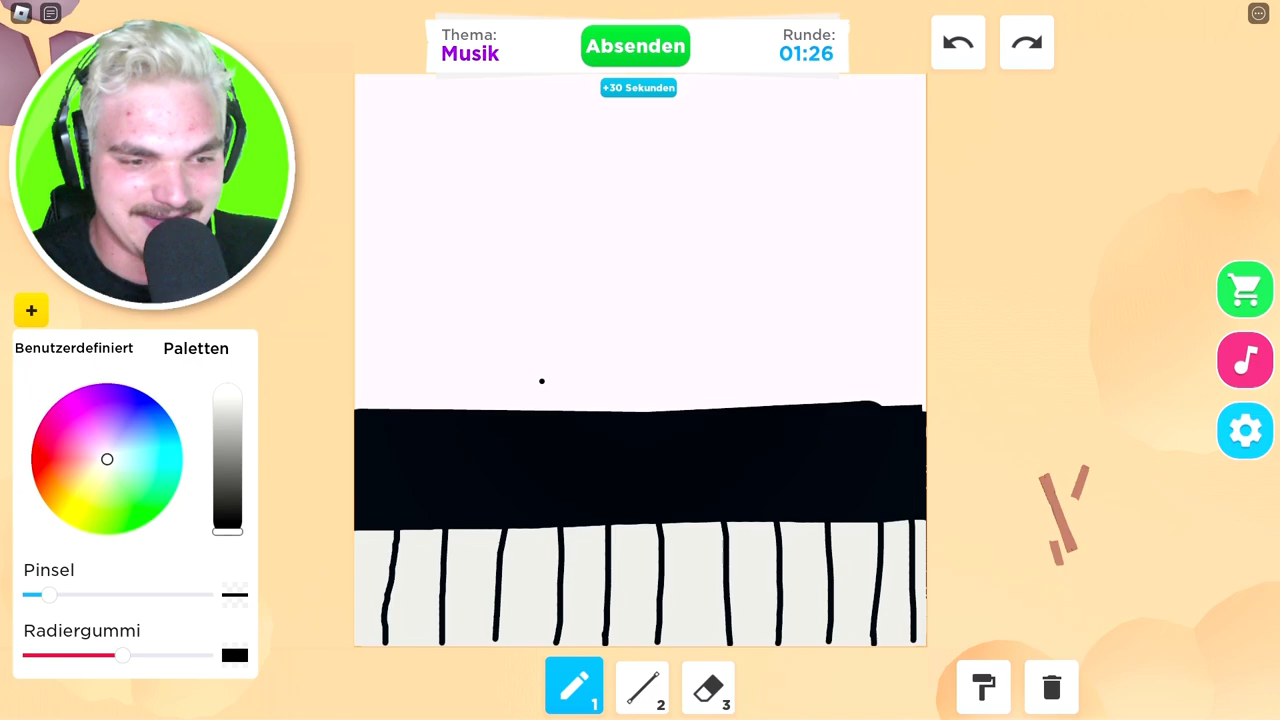 Thema:
Musik
Absenden
Runde:
01:26
+30 Sekunden
+
Benutzerdefiniert
Paletten
Pinsel
Radiergummi
1
2
3